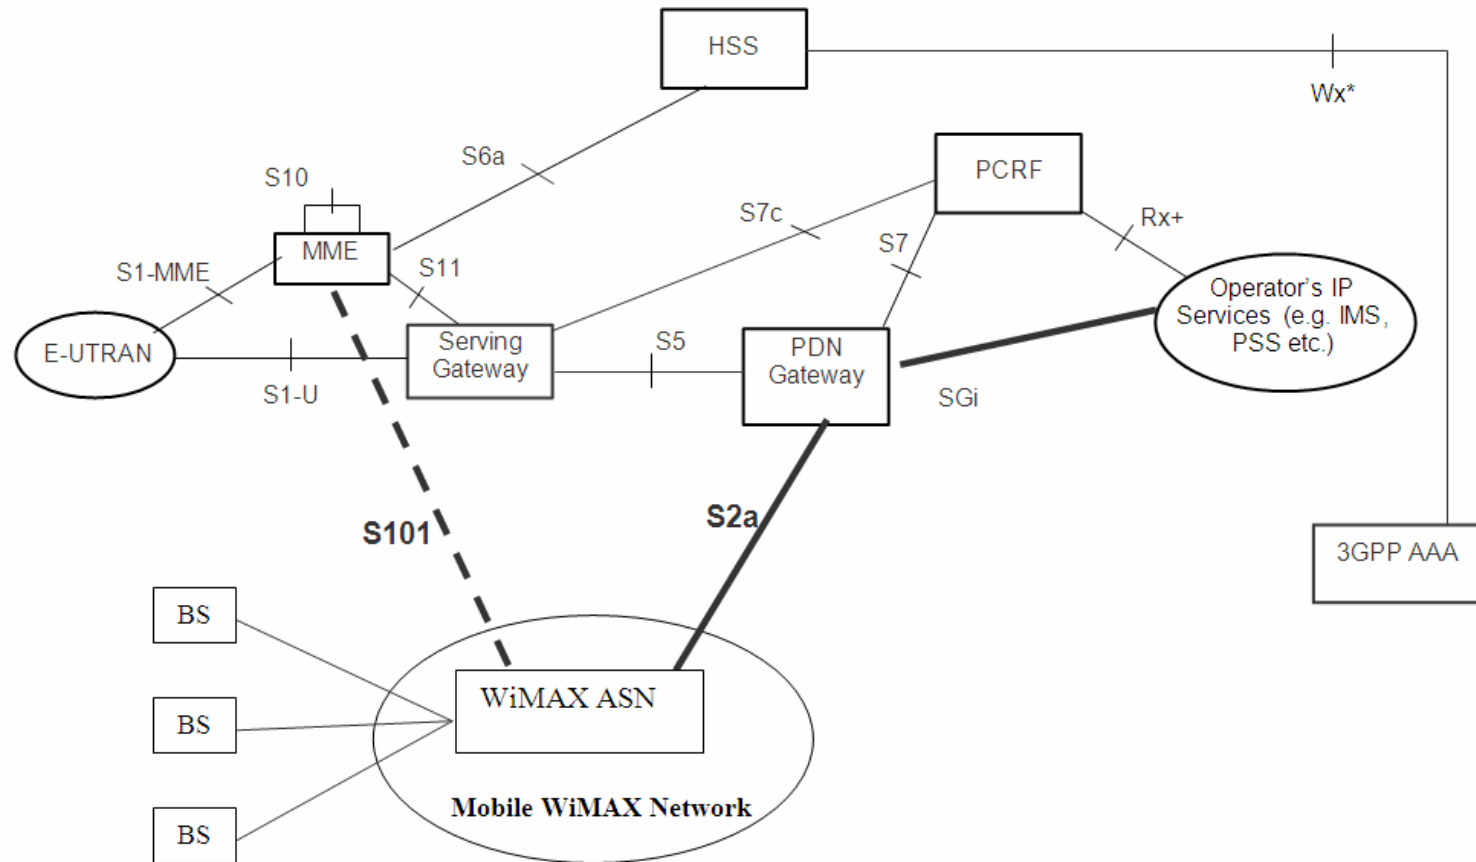 HSS
Wx*
S6a
PCRF
S10
S7c
Rx+
S7
MME
S11
S1-MME
Operator's IP
Services (e.g. IMS,
PSS etc.)
E-UTRAN
Serving
Gateway
S5
PDN
Gateway
S1-U
SGi
S101
S2a
3GPP AAA
BS
WiMAX ASN
BS
Mobile WiMAX Network
BS